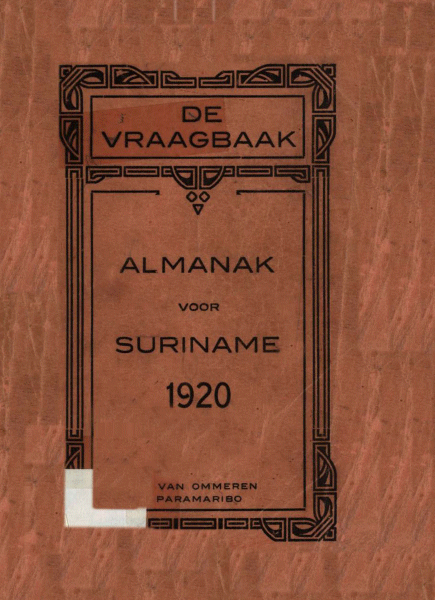 DE
VRAAGBAAK
ALMANAK
VOOR
SURINAME
1920
VAN OMMEREN
PARAMARIBO